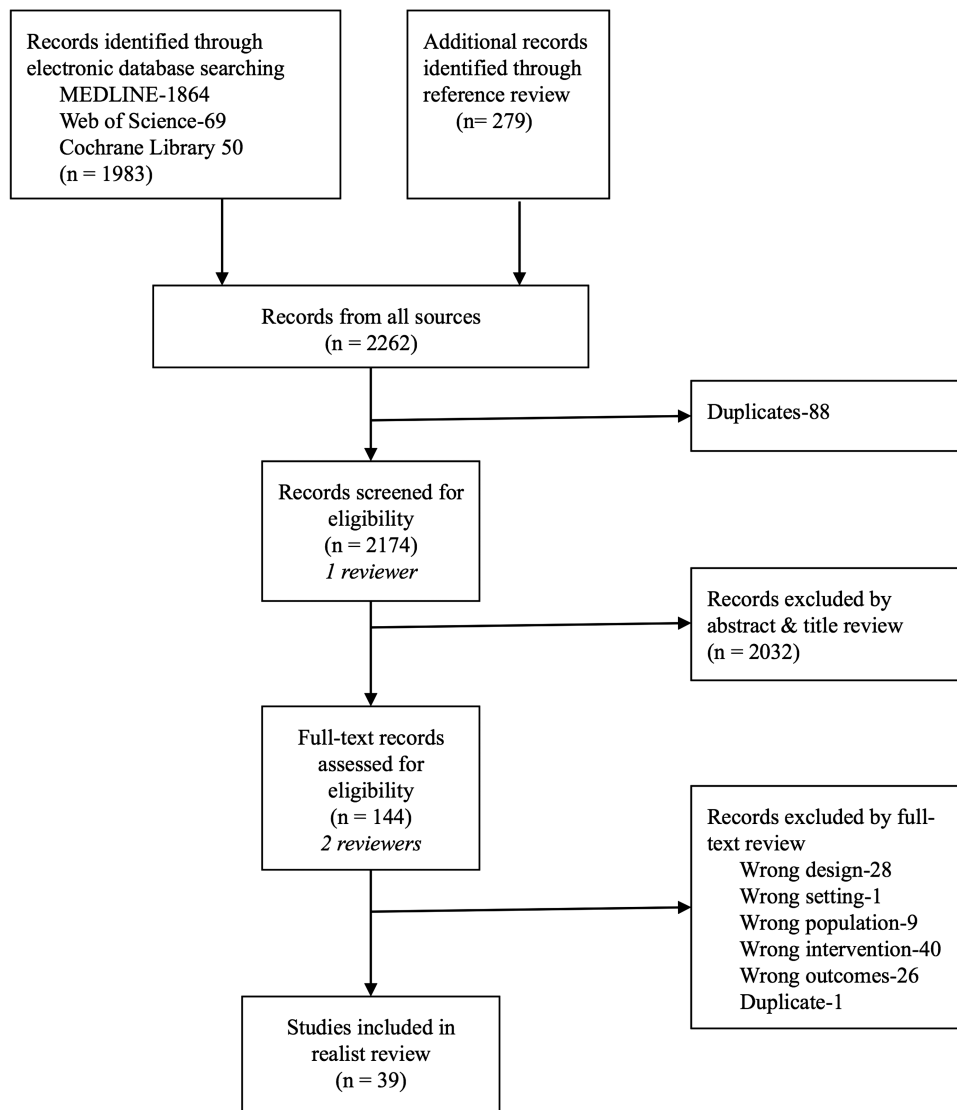 Records identified through
electronic database searching
MEDLINE-1864
Web of Science-69
Cochrane Library 50
(n = 1983)
Additional records
identified through
reference review
(n= 279)
Records from all sources
(n = 2262)
Duplicates-88
Records screened for
eligibility
(n = 2174)
1 reviewer
Records excluded by
abstract & title review
(n = 2032)
Full-text records
assessed for
eligibility
(n = 144)
2 reviewers
Records excluded by full-
text review
Wrong design-28
Wrong setting-1
Wrong population-9
Wrong intervention-40
Wrong outcomes-26
Duplicate-1
Studies included in
realist review
(n = 39)